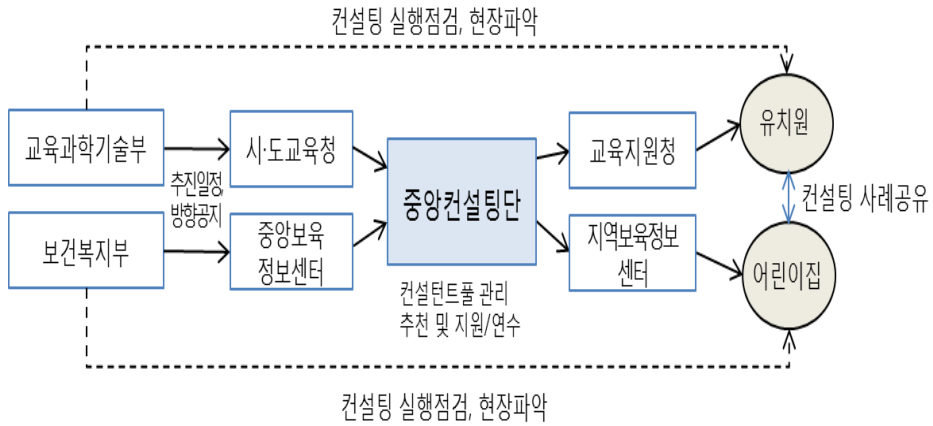 컨설팅 실행점검, 현장파악
교육과학기술부
시·도교육청
교육지원청
유치원
추진일정
방향공지
중앙컨설팅단
컨설팅 사례공유
보건복지부
중앙보육
정보센터
지역보육정보
센터
어린이집
컨설턴트풀 관리
추천 및 지원/연수
컨설팅 실행점검, 현장파악